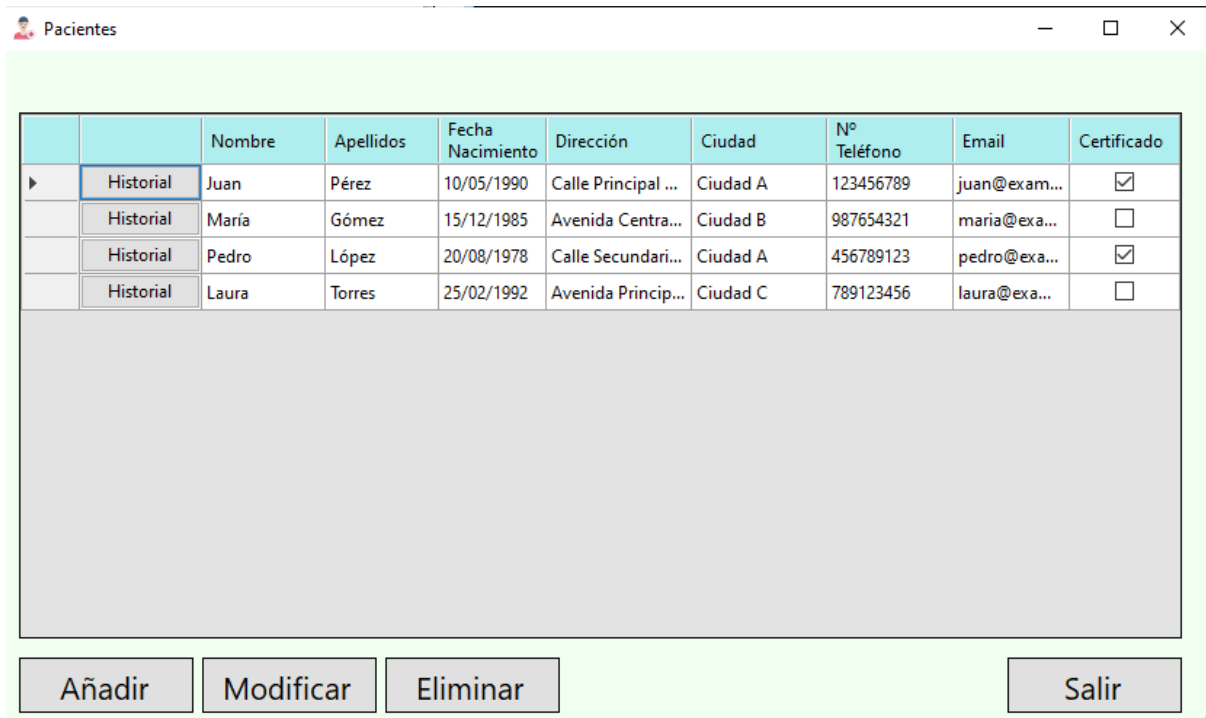 Pacientes
Nombre Apellidos Fecha Nacimiento Dirección Ciudad Nº Teléfono Email Certificado
Historial Juan Pérez 10/05/1990 Calle Principal ... Ciudad A 123456789 juan@exam...
Historial María Gómez 15/12/1985 Avenida Centra... Ciudad B 987654321 maria@exa...
Historial Pedro López 20/08/1978 Calle Secundari... Ciudad A 456789123 pedro@exa...
Historial Laura Torres 25/02/1992 Avenida Princip... Ciudad C 789123456 laura@exa...
Añadir Modificar Eliminar Salir